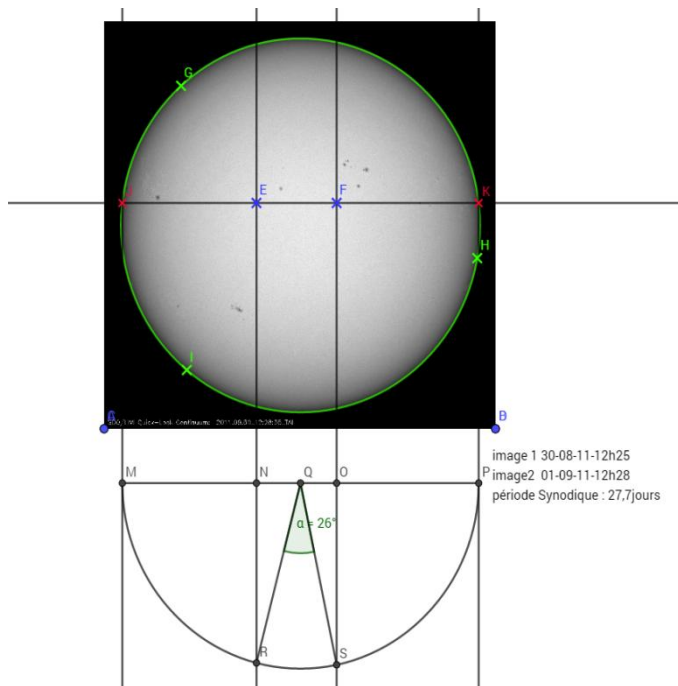 G
J
E
F
K
H
I
D
image 1 30-08-11-12h25
image2 01-09-11-12h28
période Synodique : 27,7jours
M
N
Q
O
P
α = 26°
R
S